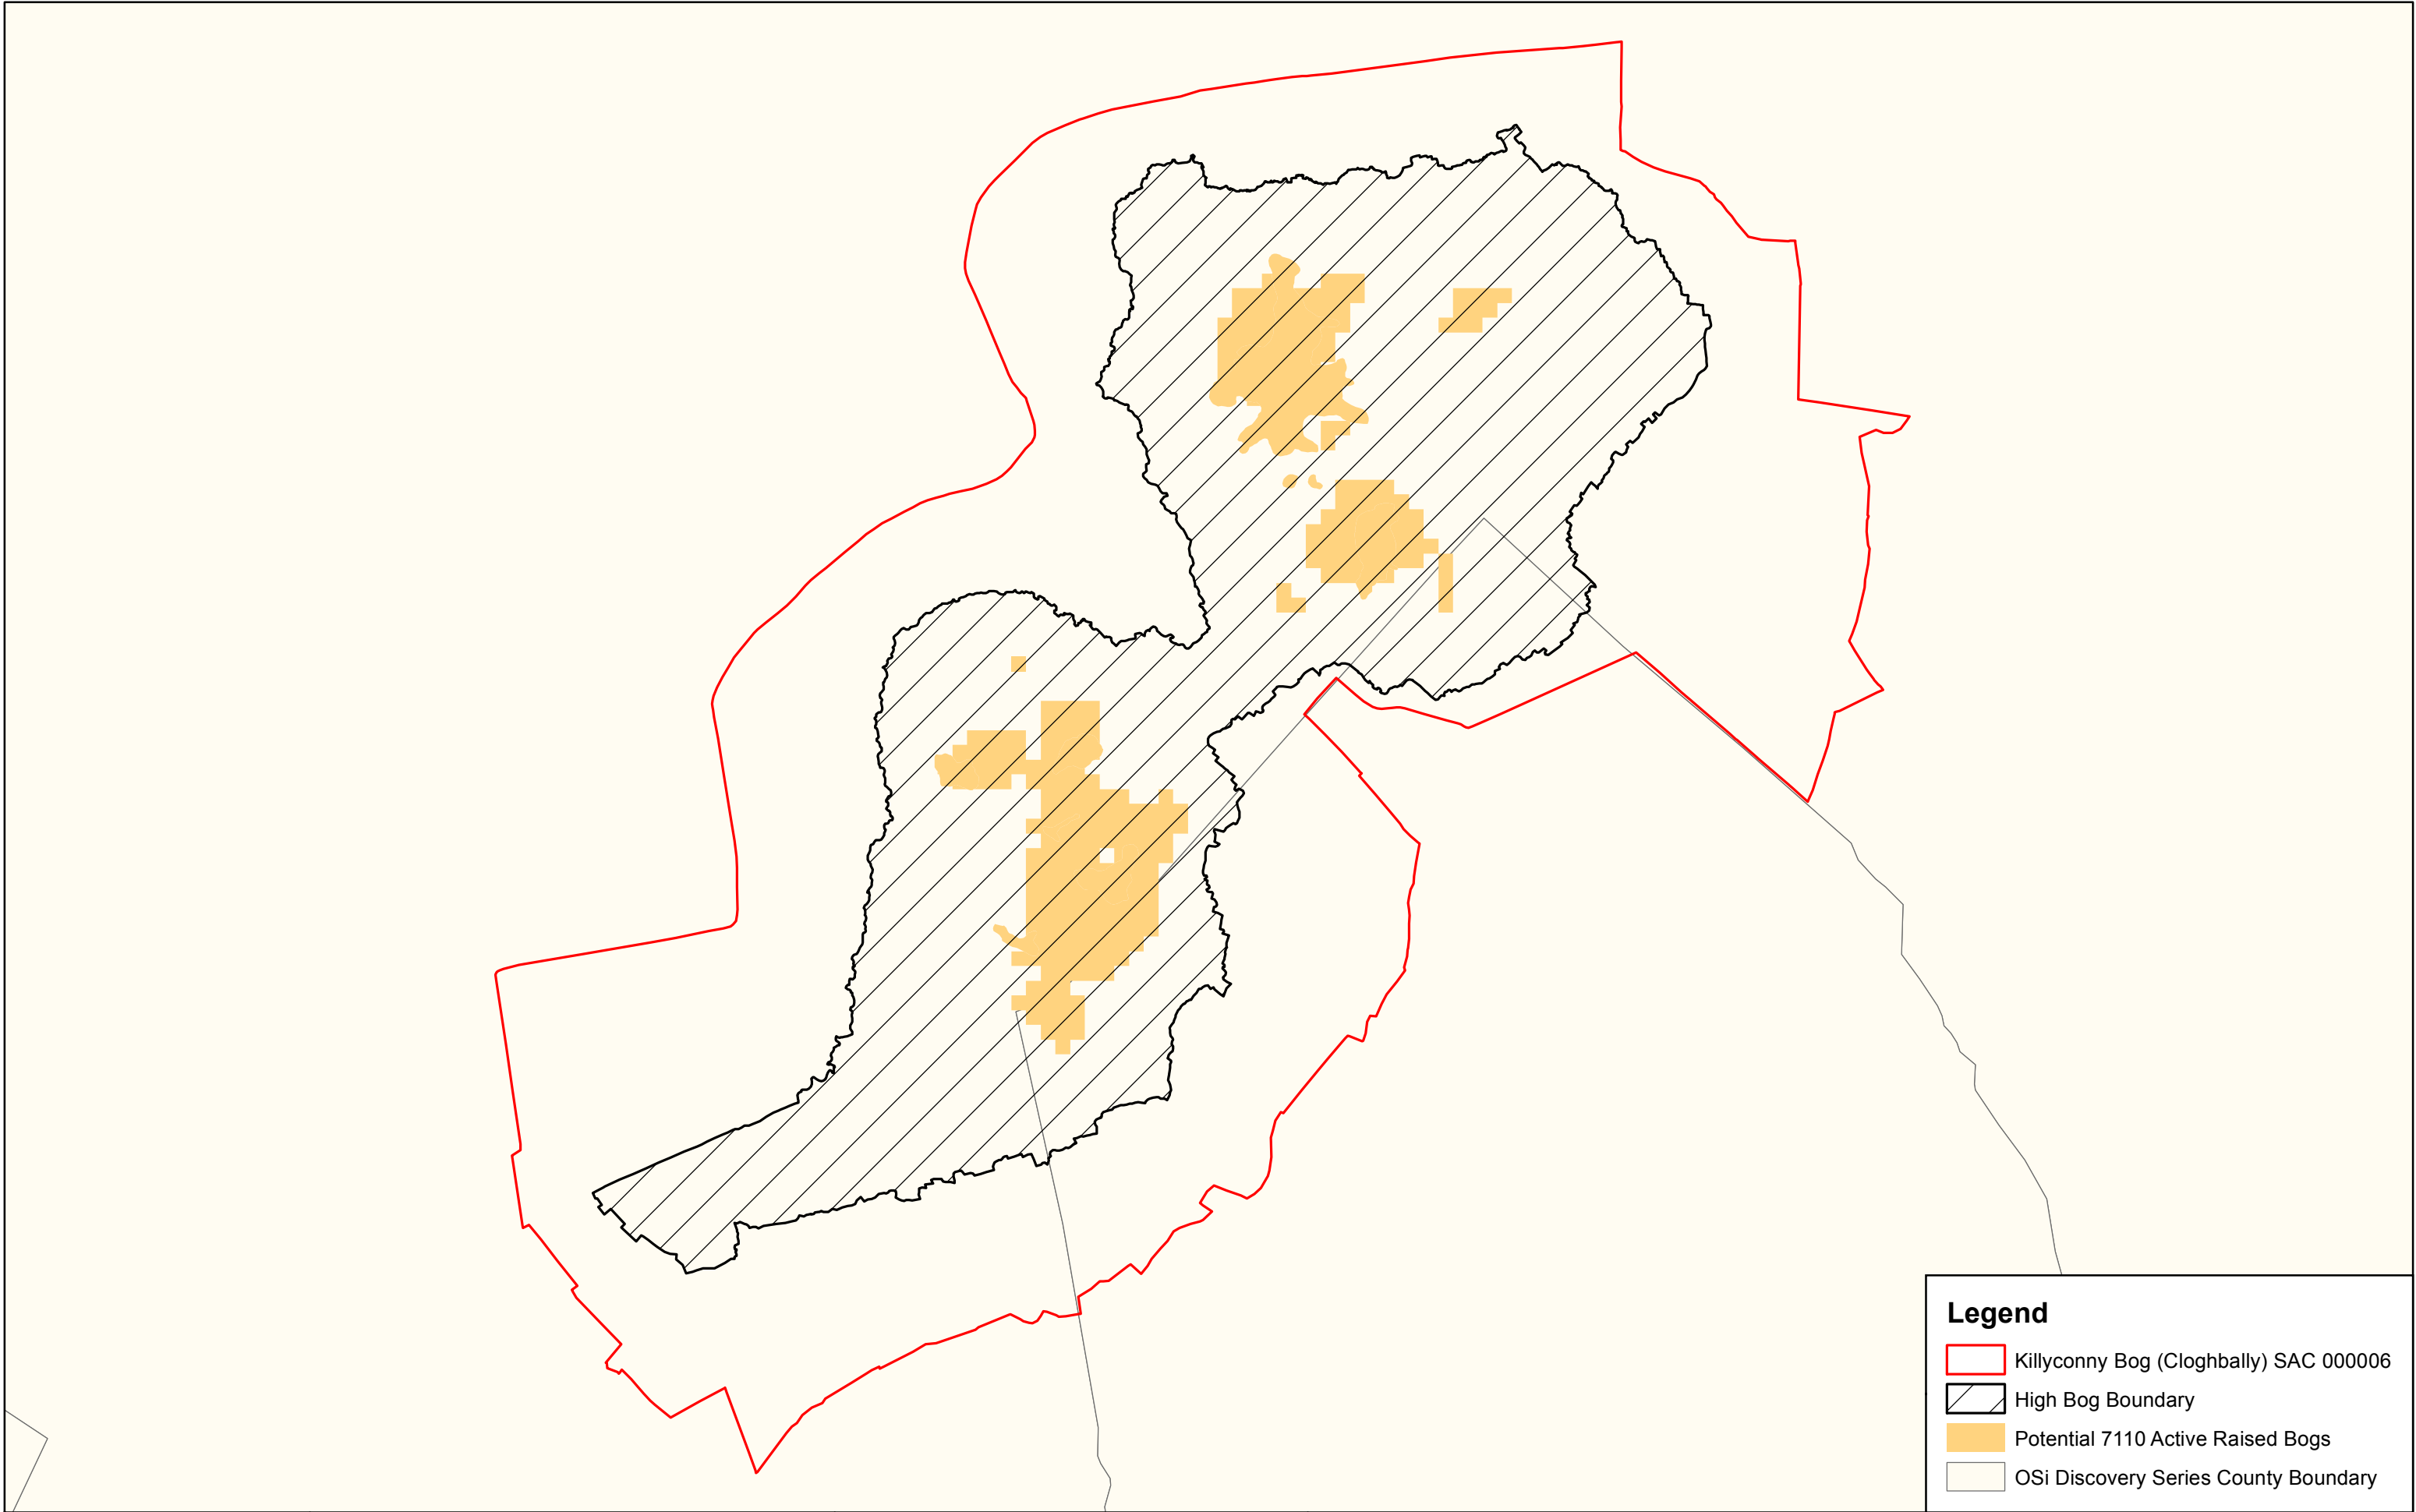 Legend
Killyconny Bog (Cloghbally) SAC 000006
High Bog Boundary
Potential 7110 Active Raised Bogs
OSi Discovery Series County Boundary